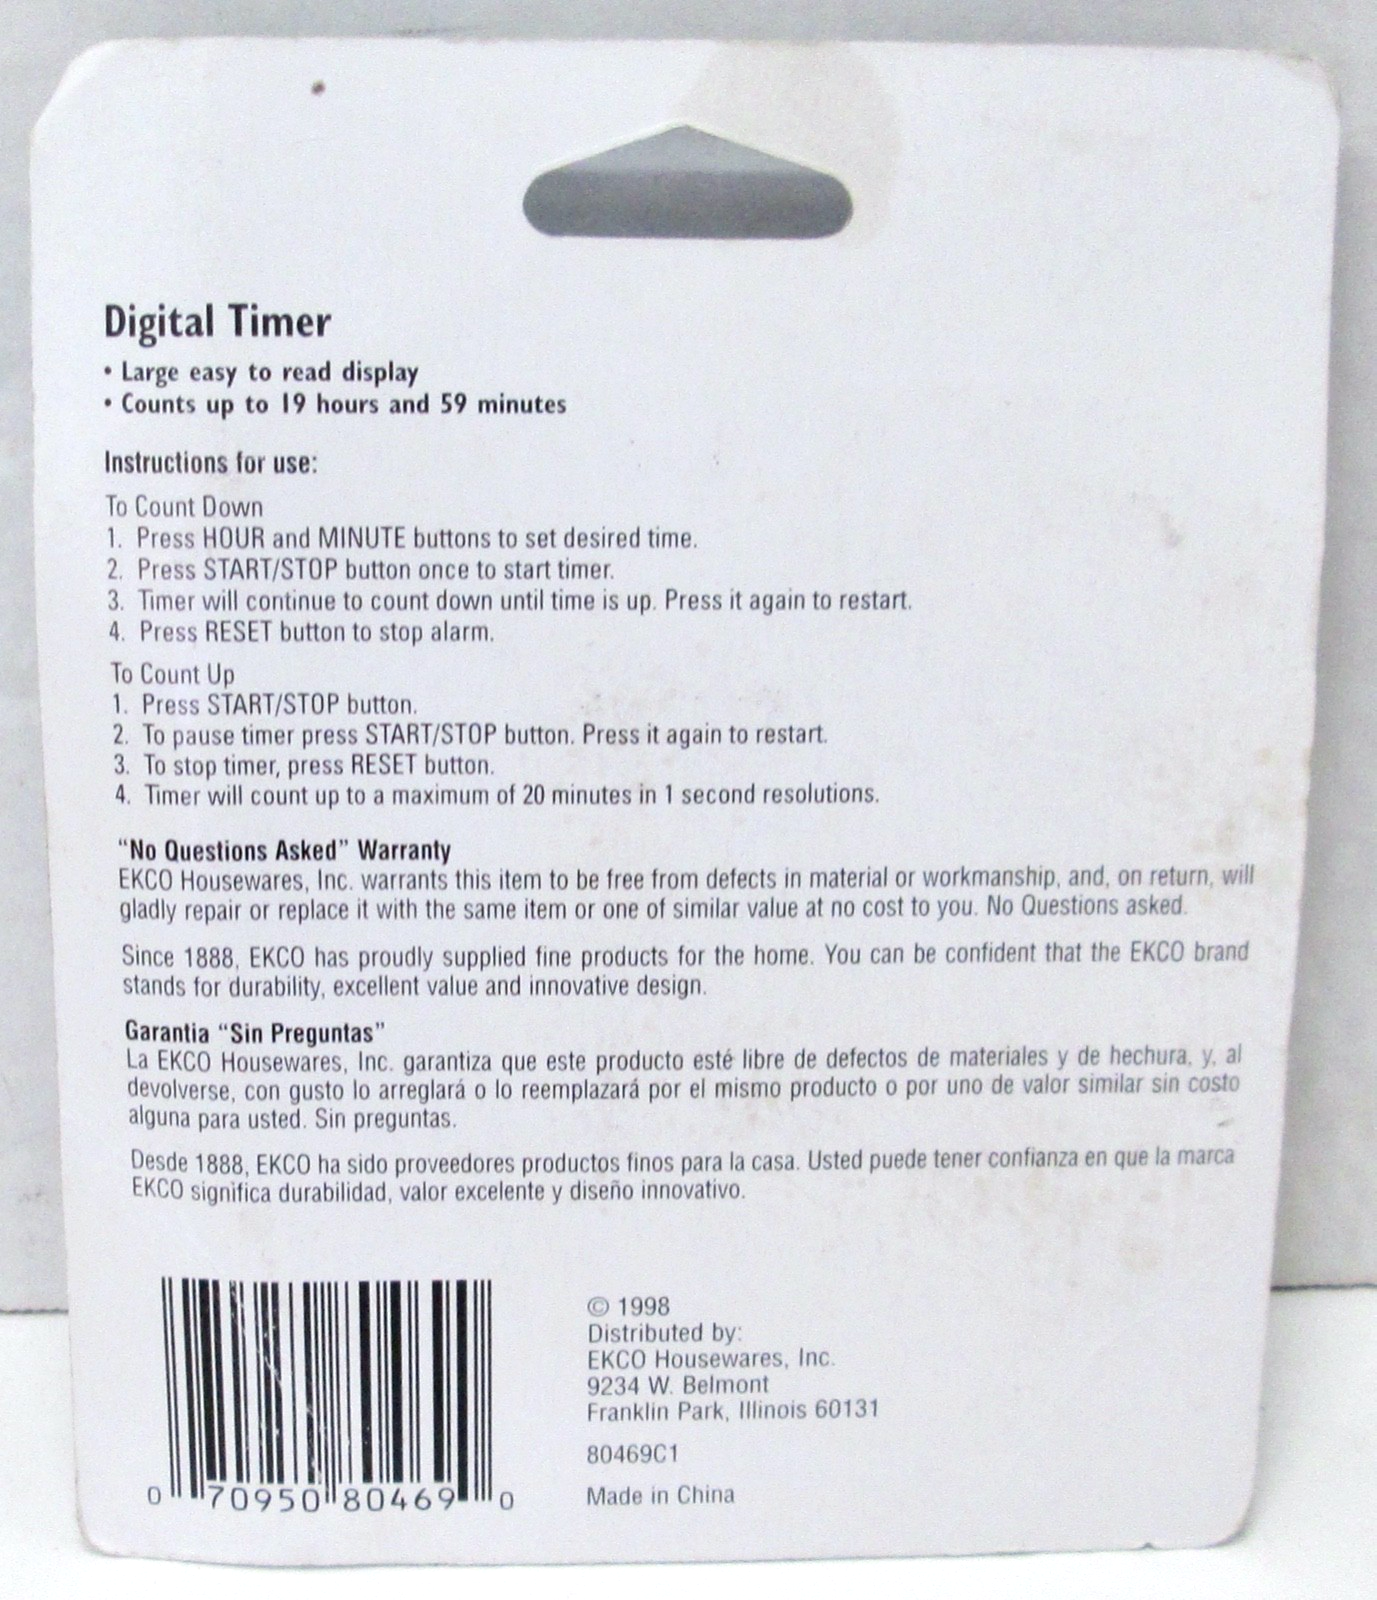 Digital Timer
• Large easy to read display
• Counts up to 19 hours and 59 minutes
Instructions for use:
To Count Down
1. Press HOUR and MINUTE buttons to set desired time.
2. Press START/STOP button once to start timer.
3. Timer will continue to count down until time is up. Press it again to restart.
4. Press RESET button to stop alarm.
To Count Up
1. Press START/STOP button.
2. To pause timer press START/STOP button. Press it again to restart.
3. To stop timer, press RESET button.
4. Timer will count up to a maximum of 20 minutes in 1 second resolutions.
“No Questions Asked” Warranty
EKCO Housewares, Inc. warrants this item to be free from defects in material or workmanship, and, on return, will
gladly repair or replace it with the same item or one of similar value at no cost to you. No Questions asked.
Since 1888, EKCO has proudly supplied fine products for the home. You can be confident that the EKCO brand
stands for durability, excellent value and innovative design.
Garantia “Sin Preguntas”
La EKCO Housewares, Inc. garantiza que este producto esté libre de defectos de materiales y de hechura, y, al
devolverse, con gusto lo arreglará o lo reemplazará por el mismo producto o por uno de valor similar sin costo
alguna para usted. Sin preguntas.
Desde 1888, EKCO ha sido proveedores productos finos para la casa. Usted puede tener confianza en que la marca
EKCO significa durabilidad, valor excelente y diseño innovativo.
0 70950 80469 0
© 1998
Distributed by:
EKCO Housewares, Inc.
9234 W. Belmont
Franklin Park, Illinois 60131
80469C1
Made in China